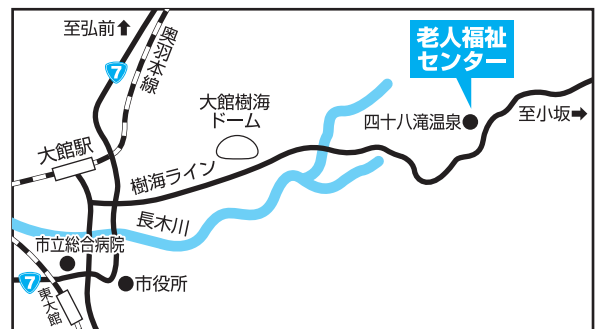 至弘前
奥羽本線
7
老人福祉
センター
大館樹海
ドーム
四十八滝温泉
至小坂
大館駅
樹海ライン
長木川
市立総合病院
7
市役所
東大館